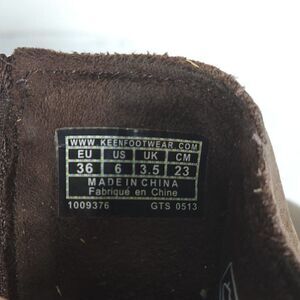 WWW.KEENFOOTWEAR.COM
EU US UK CM
36 6 3.5 23
MADE IN CHINA
Fabriqué en Chine
1009376 GTS 0513